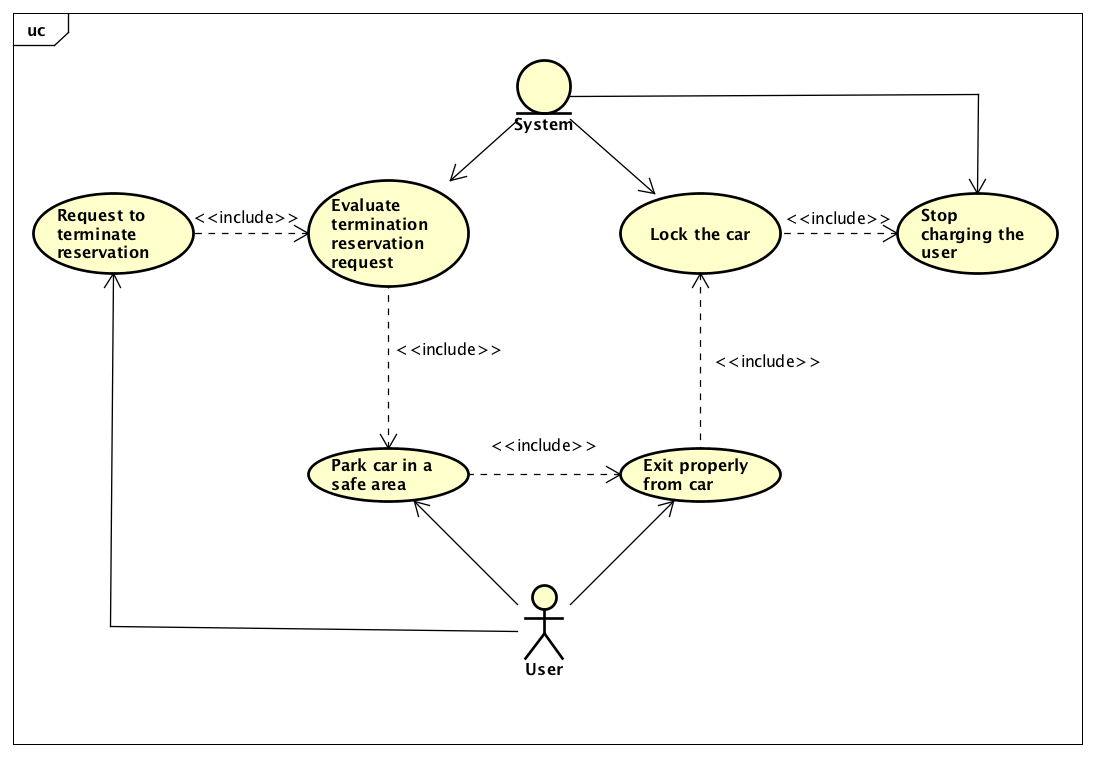 uc
System
Request to
terminate
reservation
<<include>>
Evaluate
termination
reservation
request
Lock the car
<<include>>
Stop
charging the
user
<<include>>
<<include>>
Park car in a
safe area
<<include>>
Exit properly
from car
User